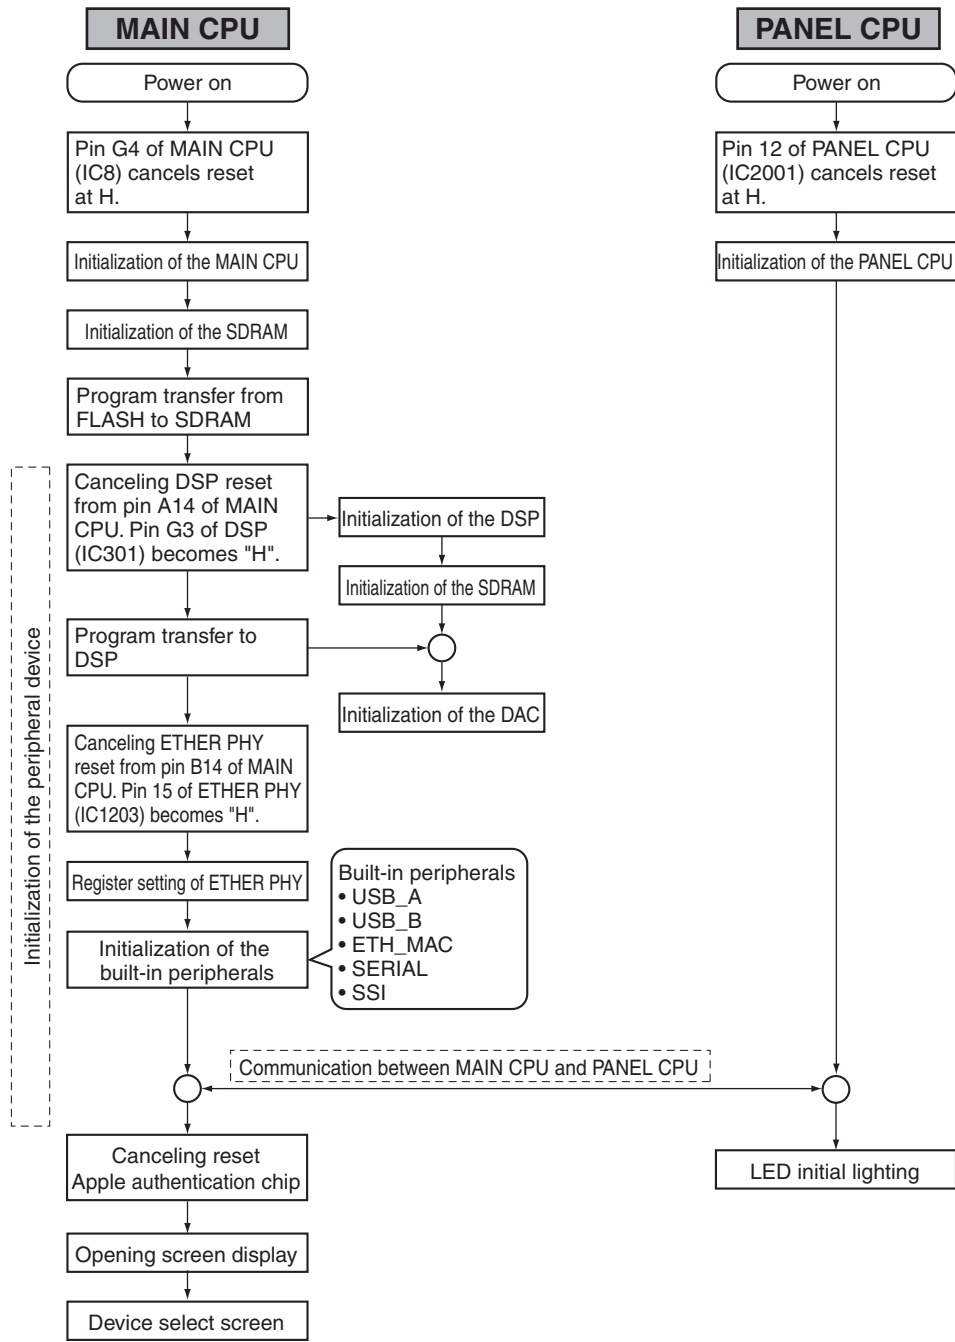 MAIN CPU
PANEL CPU
Power on
Power on
Pin G4 of MAIN CPU
(IC8) cancels reset
at H.
Pin 12 of PANEL CPU
(IC2001) cancels reset
at H.
Initialization of the MAIN CPU
Initialization of the PANEL CPU
Initialization of the SDRAM
Program transfer from
FLASH to SDRAM
Canceling DSP reset
from pin A14 of MAIN
CPU. Pin G3 of DSP
(IC301) becomes "H".
Initialization of the DSP
Initialization of the SDRAM
Program transfer to
DSP
Initialization of the DAC
Initialization of the peripheral device
Canceling ETHER PHY
reset from pin B14 of MAIN
CPU. Pin 15 of ETHER PHY
(IC1203) becomes "H".
Register setting of ETHER PHY
Initialization of the
built-in peripherals
Built-in peripherals
• USB_A
• USB_B
• ETH_MAC
• SERIAL
• SSI
Communication between MAIN CPU and PANEL CPU
Canceling reset
Apple authentication chip
LED initial lighting
Opening screen display
Device select screen